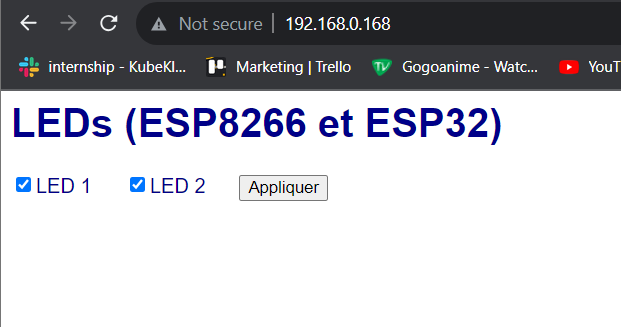 Not secure 192.168.0.168
internship - KubeKl... Marketing | Trello Gogoanime - Watc... YouT
LEDs (ESP8266 et ESP32)
LED 1 LED 2 Appliquer